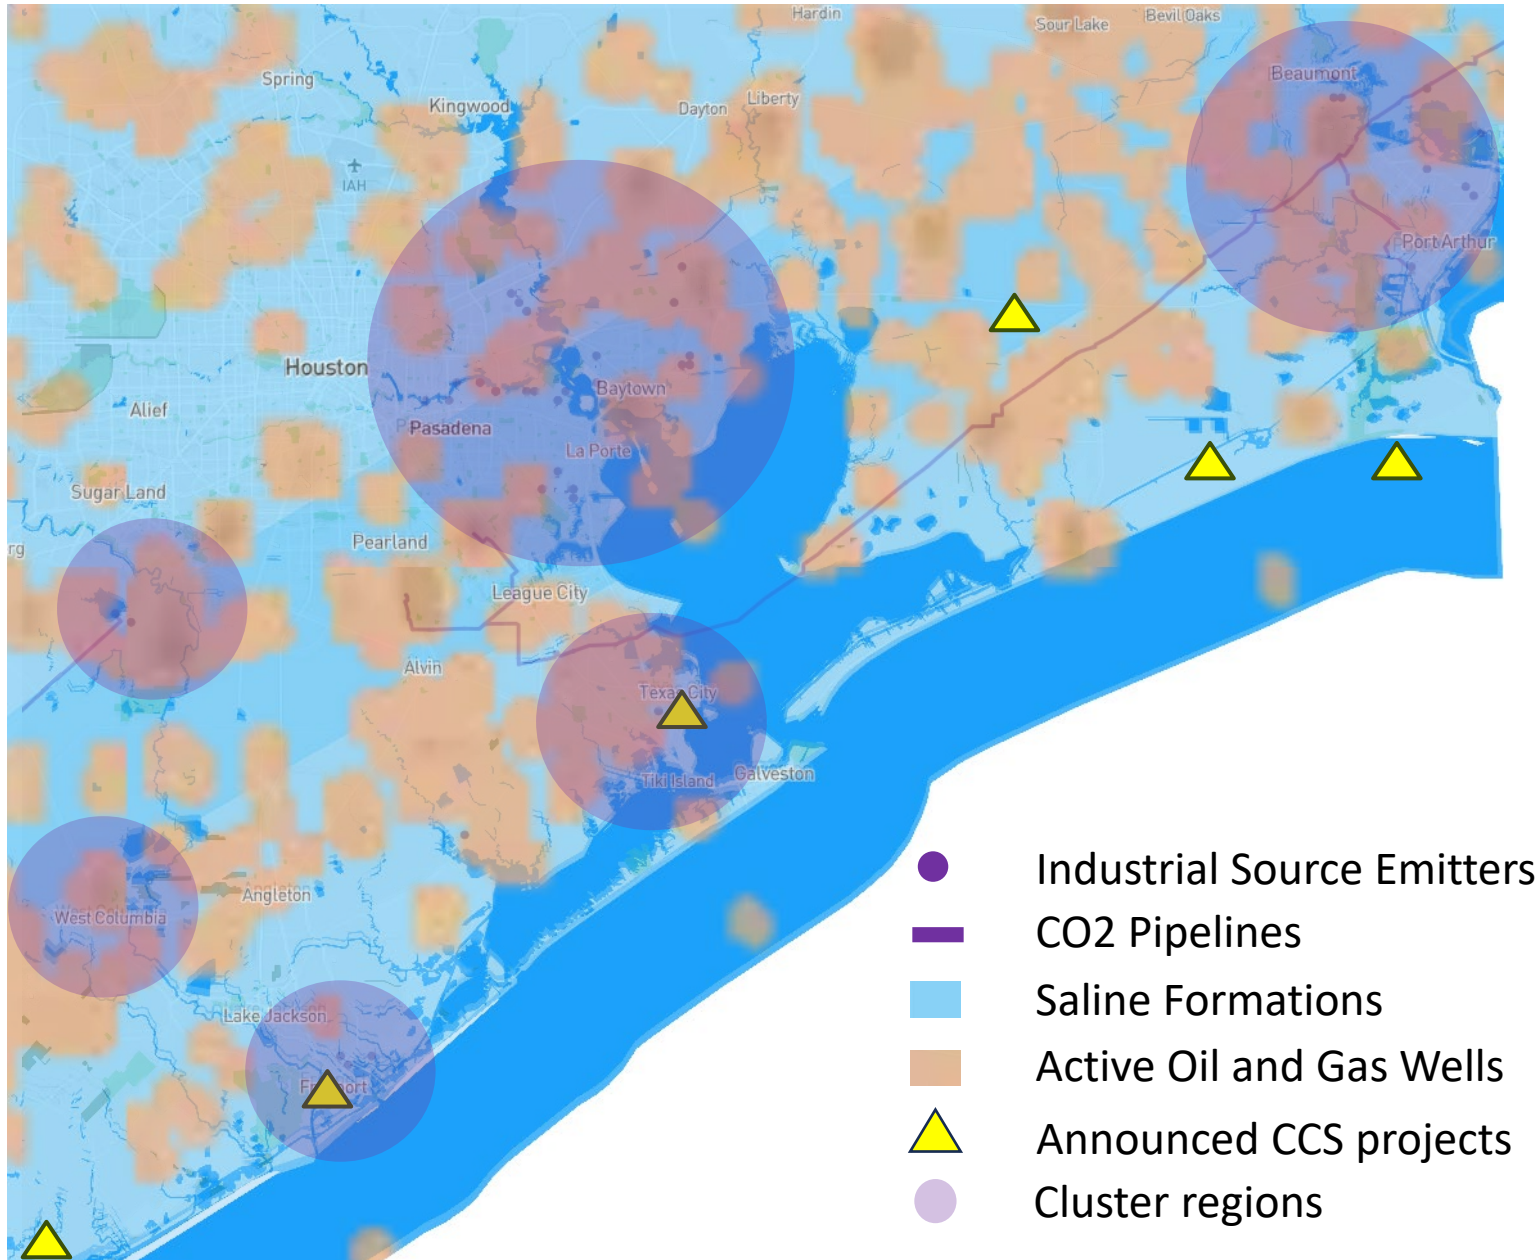 Hardin
Sour Lake
Bevil Oaks
Spring
Beaumont
Kingwood
Dayton
Liberty
IAH
Port Arthur
Houston
Baytown
Alief
Pasadena
La Porte
Sugar Land
rg
Pearland
League City
Alvin
Texas City
Tiki Island
Galveston
Angleton
West Columbia
Lake Jackson
Industrial Source Emitters
CO2 Pipelines
Saline Formations
Active Oil and Gas Wells
Announced CCS projects
Cluster regions